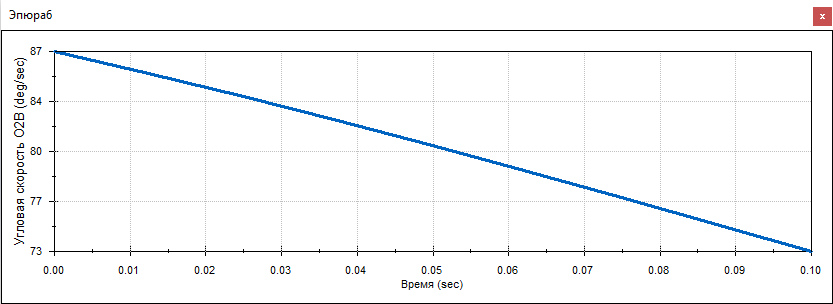 Эпюраб
x
Угловая скорость O2B (deg/sec)
87
84
80
77
73
0.00 0.01 0.02 0.03 0.04 0.05 0.06 0.07 0.08 0.09 0.10
Время (sec)